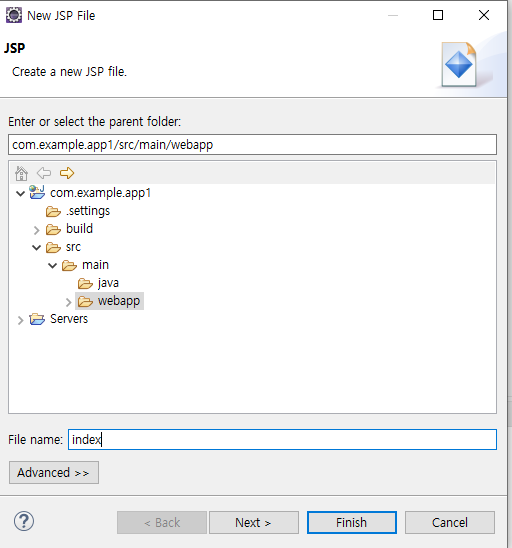 New JSP File
JSP
Create a new JSP file.
Enter or select the parent folder:
com.example.app1/src/main/webapp
com.example.app1
.settings
build
src
main
java
webapp
Servers
File name: index
Advanced >>
< Back Next > Finish Cancel